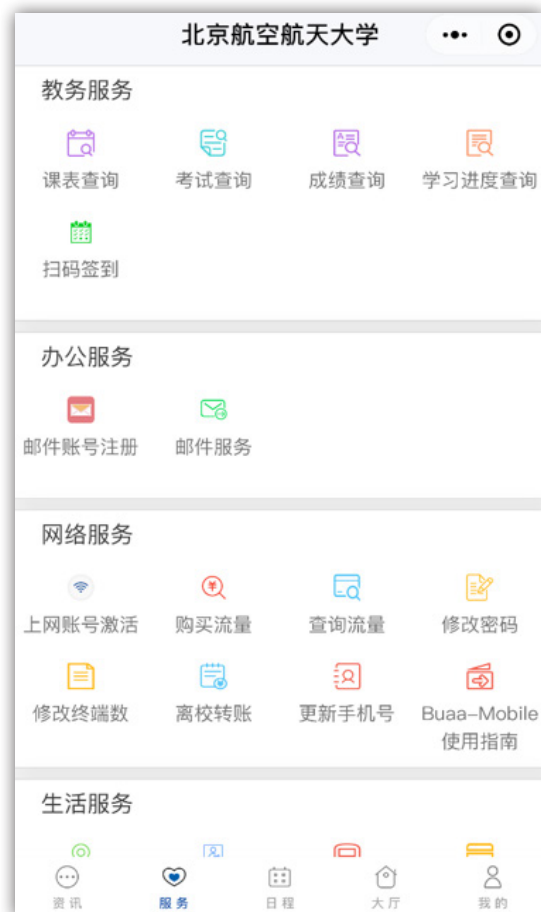 北京航空航天大学
教务服务
课表查询 考试查询 成绩查询 学习进度查询
扫码签到
办公服务
邮件账号注册 邮件服务
网络服务
上网账号激活 购买流量 查询流量 修改密码
修改终端数 离校转账 更新手机号 Buaa-Mobile
使用指南
生活服务
资讯 服务 日程 大厅 我的